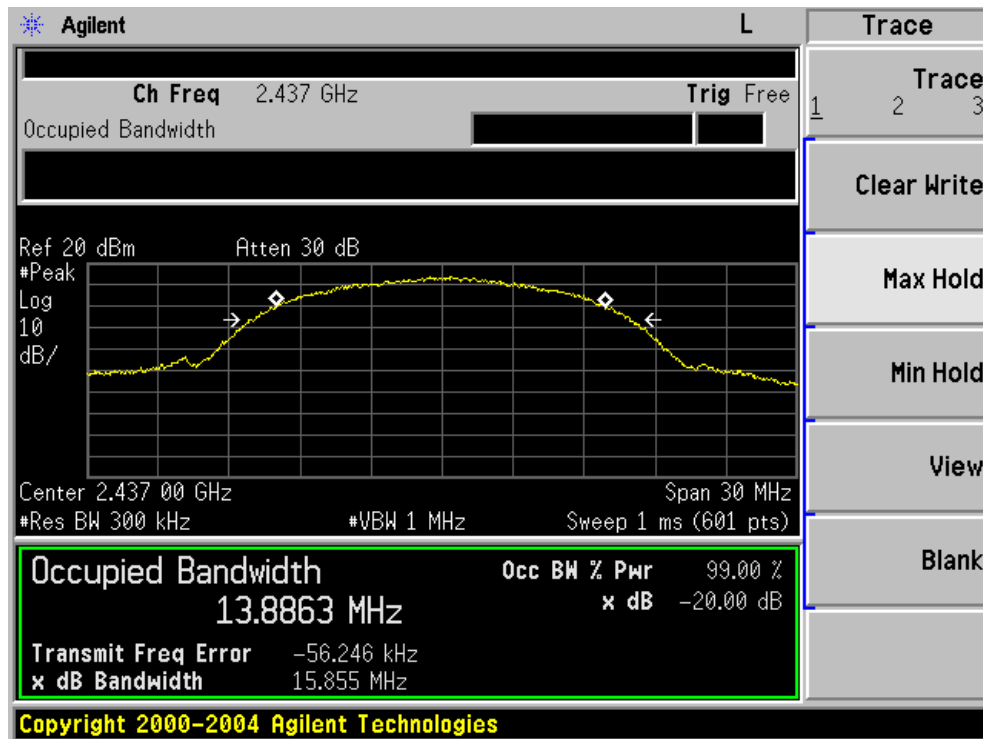 Agilent L Trace
Ch Freq 2.437 GHz Trig Free
Occupied Bandwidth
Trace
1 2 3
Clear Write
Max Hold
Min Hold
View
Blank
Ref 20 dBm Atten 30 dB
#Peak
Log
10
dB/
Center 2.437 00 GHz Span 30 MHz
#Res BW 300 kHz #VBW 1 MHz Sweep 1 ms (601 pts)
Occupied Bandwidth Occ BW % Pwr 99.00 %
13.8863 MHz x dB -20.00 dB
Transmit Freq Error -56.246 kHz
x dB Bandwidth 15.855 MHz
Copyright 2000-2004 Agilent Technologies